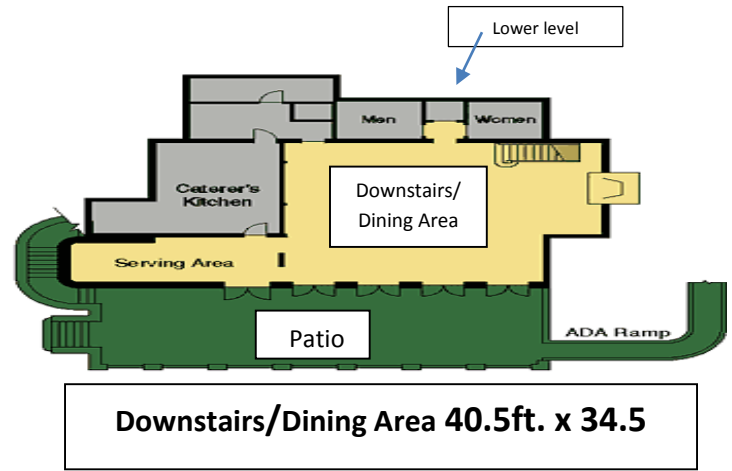 Lower level
Men
Women
Caterer's
Kitchen
Downstairs/
Dining Area
Serving Area
Patio
ADA Ramp
Downstairs/Dining Area 40.5ft. x 34.5